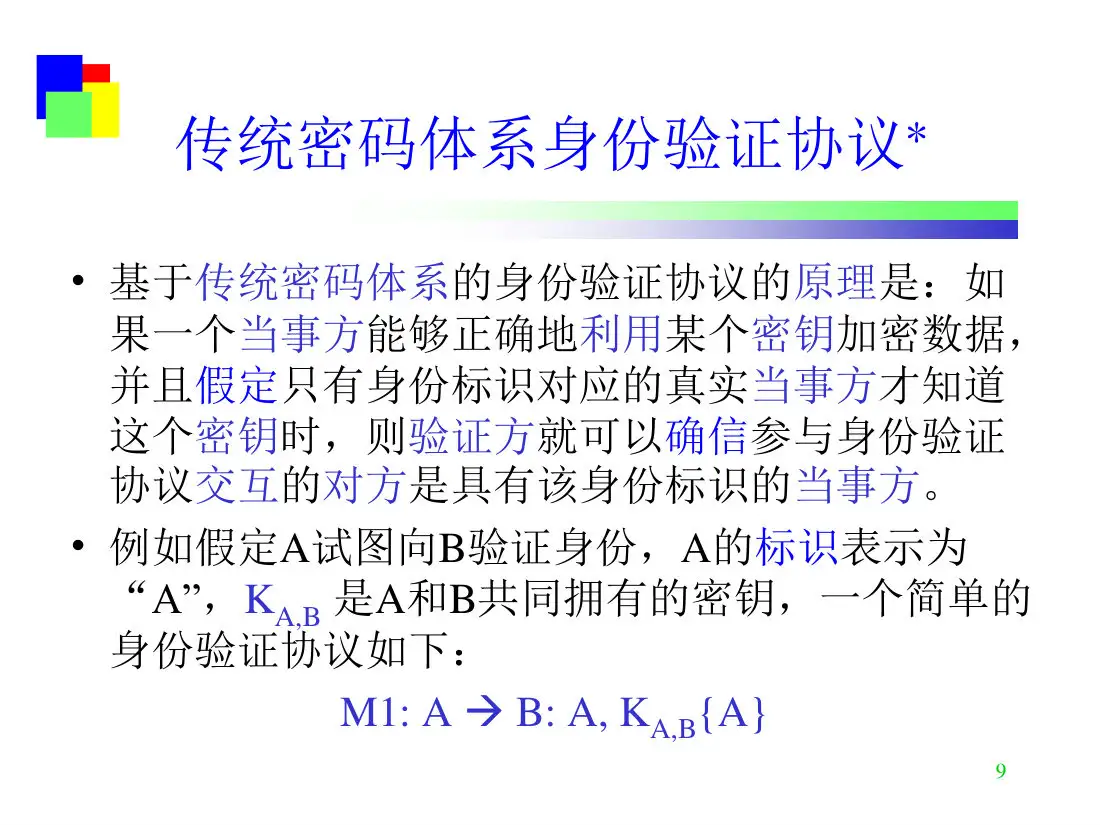 传统密码体系身份验证协议*
• 基于传统密码体系的身份验证协议的原理是：如
果一个当事方能够正确地利用某个密钥加密数据，
并且假定只有身份标识对应的真实当事方才知道
这个密钥时，则验证方就可以确信参与身份验证
协议交互的对方是具有该身份标识的当事方。
• 例如假定A试图向B验证身份，A的标识表示为
“A”，K_A,B 是A和B共同拥有的密钥，一个简单的
身份验证协议如下：
M1: A → B: A, K_A,B{A}
9